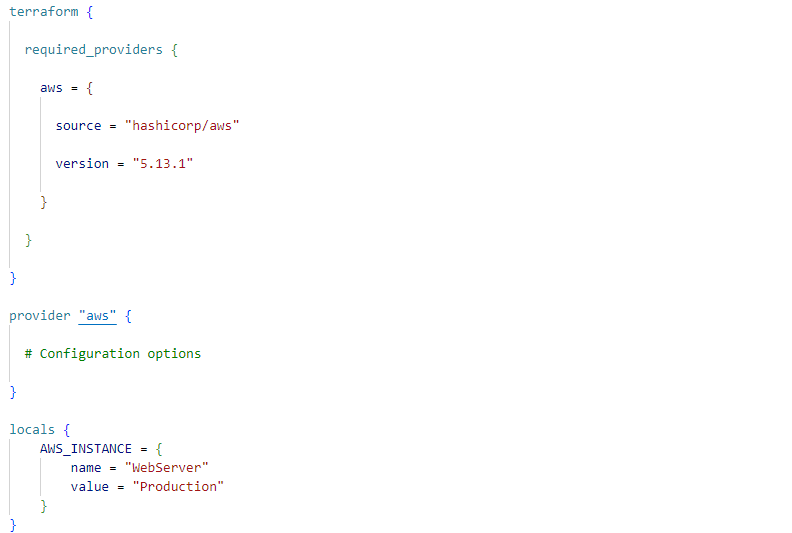 terraform {
required_providers {
aws = {
source = "hashicorp/aws"
version = "5.13.1"
}
}
}
provider "aws" {
# Configuration options
}
locals {
AWS_INSTANCE = {
name = "WebServer"
value = "Production"
}
}